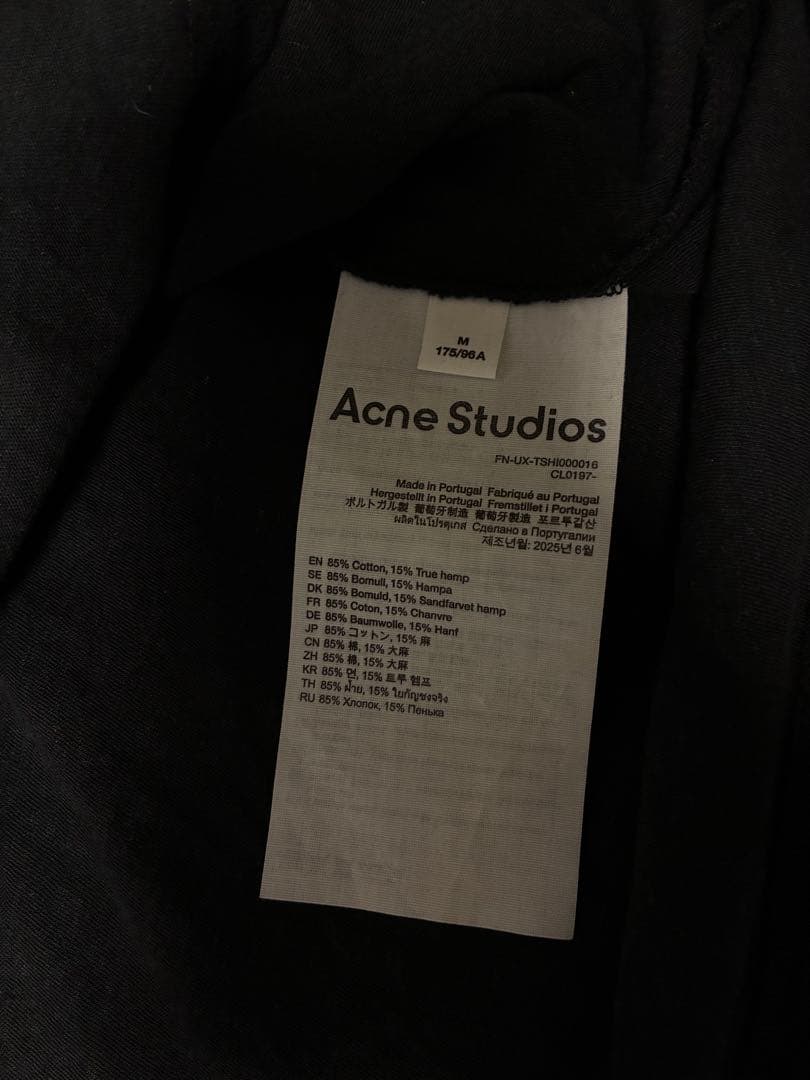 M
175/96A
Acne Studios
FN-UX-TSHI000016
CL0197-
Made in Portugal Fabriqué au Portugal
Hergestellt in Portugal Fremstillet i Portugal
ポルトガル製 葡萄牙制造 葡萄牙製造 포르투갈산
ผลิตในโปรตุเกส Сделано в Португалии
제조년월: 2025년 6월
EN 85% Cotton, 15% True hemp
SE 85% Bomull, 15% Hampa
DK 85% Bomuld, 15% Sandfarvet hamp
FR 85% Coton, 15% Chanvre
DE 85% Baumwolle, 15% Hanf
JP 85% コットン, 15% 麻
CN 85% 棉, 15% 大麻
ZH 85% 棉, 15% 大麻
KR 85% 면, 15% 트루 헴프
TH 85% ฝ้าย, 15% ใยกัญชงจริง
RU 85% Хлопок, 15% Пенька